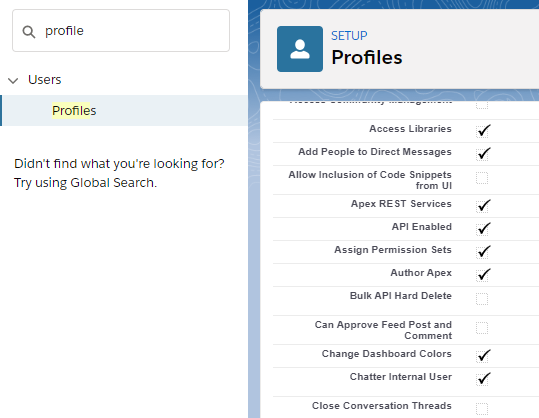 profile
Users
Profiles
Didn't find what you're looking for?
Try using Global Search.
SETUP
Profiles
Access Community Management
Access Libraries
Add People to Direct Messages
Allow Inclusion of Code Snippets
from UI
Apex REST Services
API Enabled
Assign Permission Sets
Author Apex
Bulk API Hard Delete
Can Approve Feed Post and
Comment
Change Dashboard Colors
Chatter Internal User
Close Conversation Threads